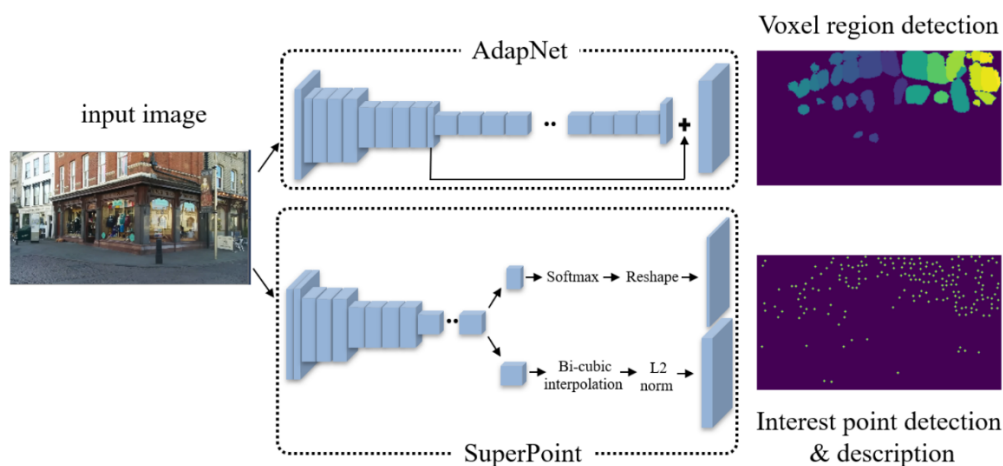 Voxel region detection
AdapNet
input image
Softmax
Reshape
Bi-cubic
interpolation
L2
norm
Interest point detection
& description
SuperPoint